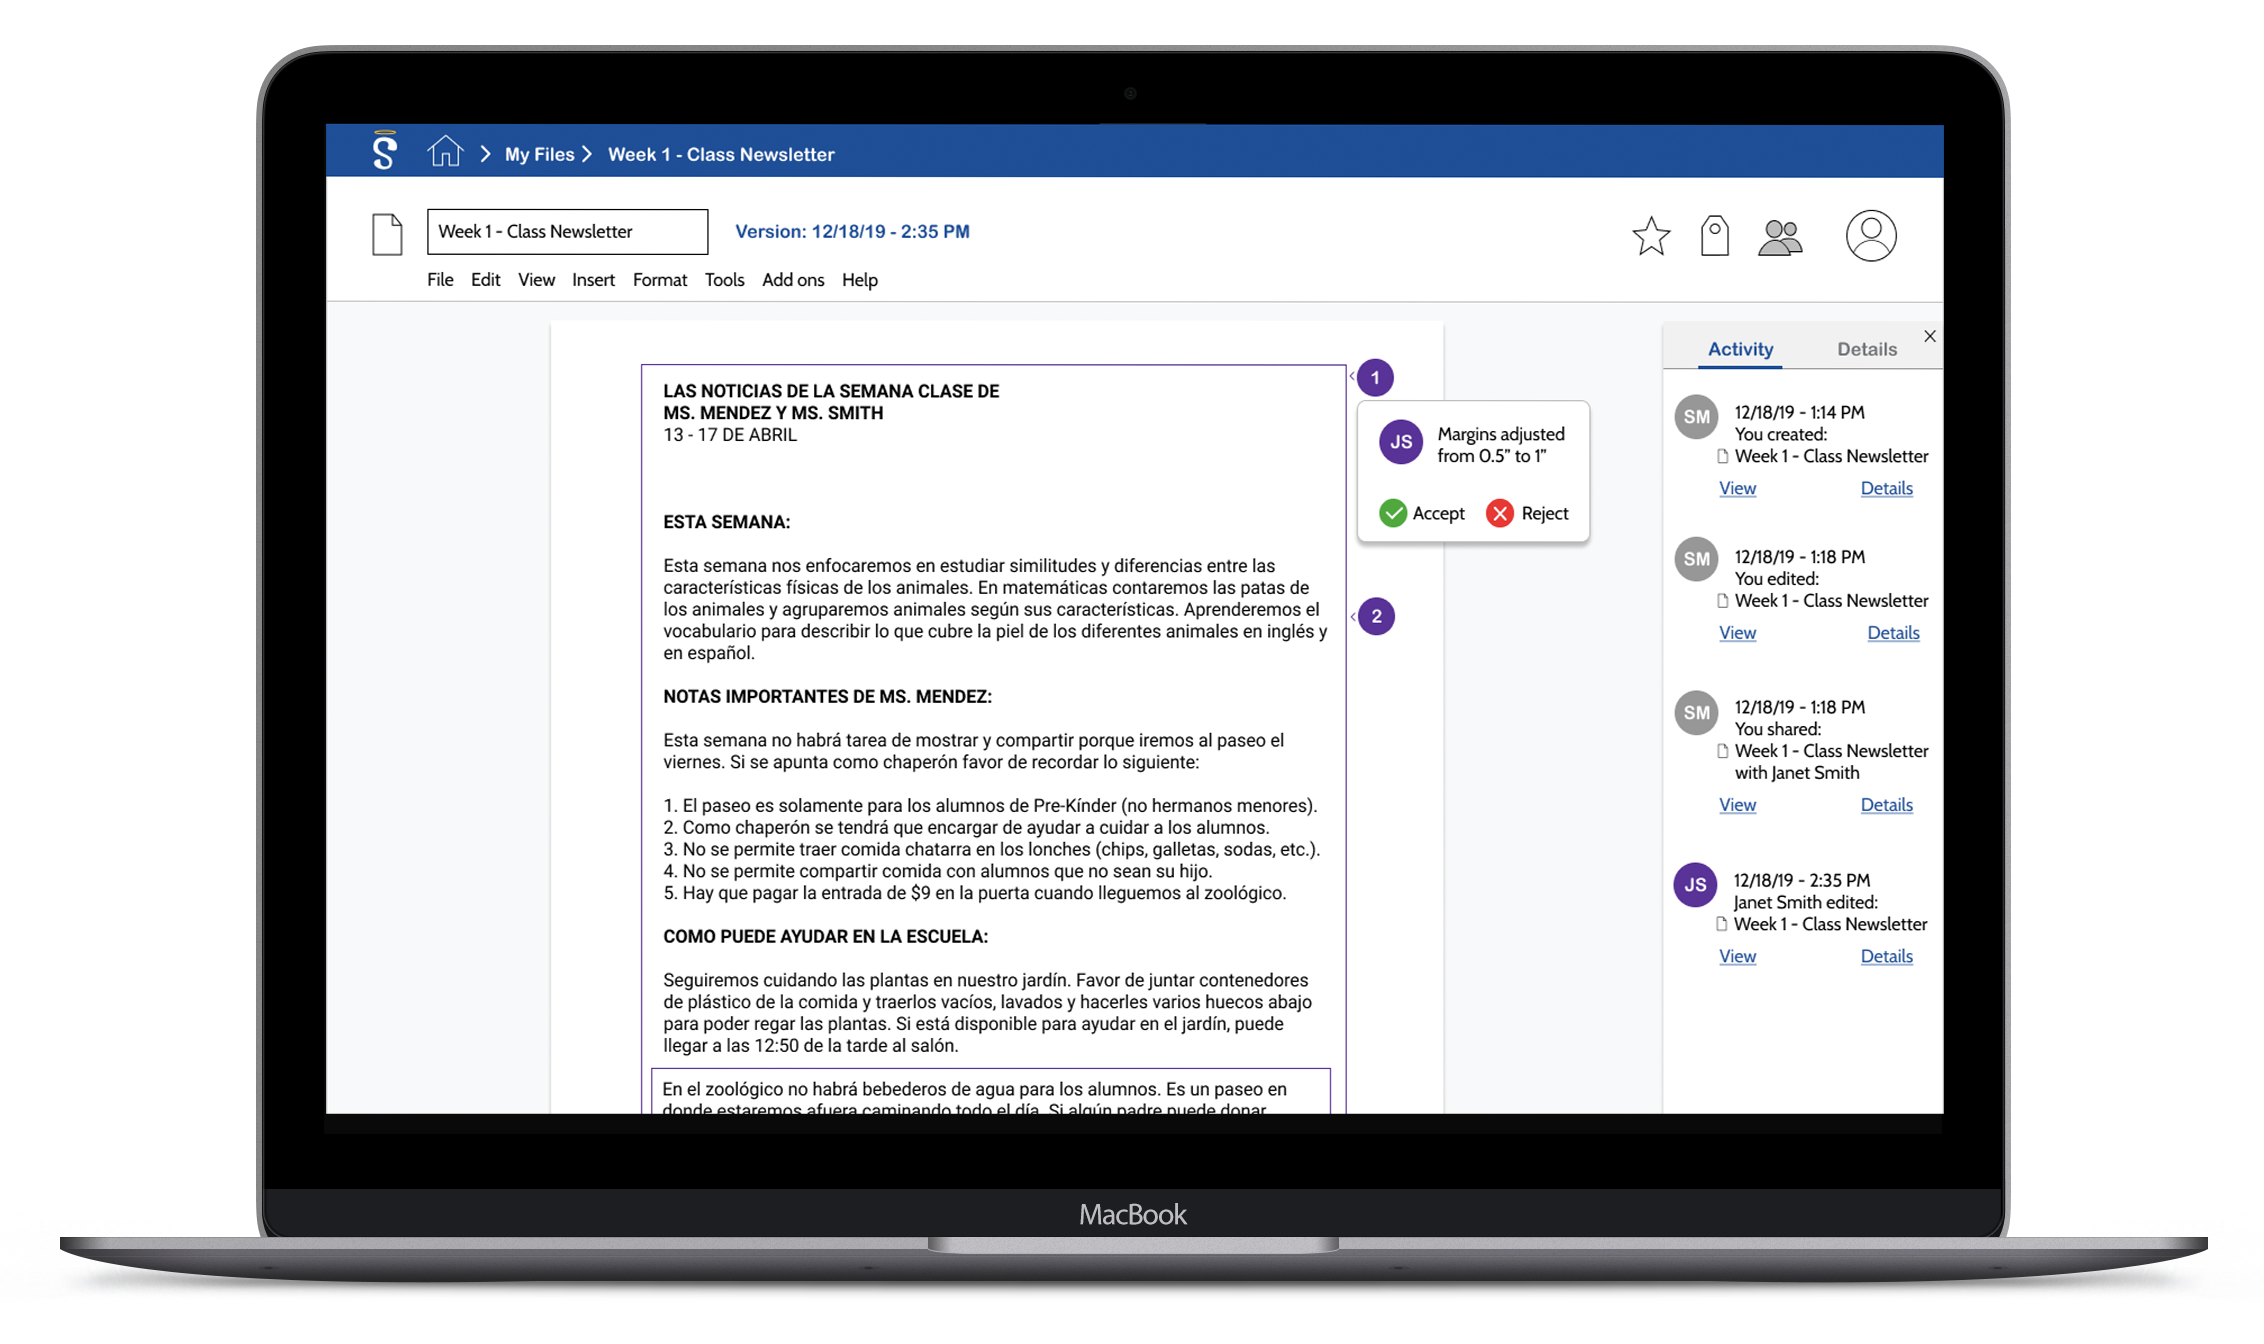 S
My Files
Week 1 - Class Newsletter
Week 1 - Class Newsletter
Version: 12/18/19 - 2:35 PM
File Edit View Insert Format Tools Add ons Help
LAS NOTICIAS DE LA SEMANA CLASE DE
MS. MENDEZ Y MS. SMITH
13 - 17 DE ABRIL
ESTA SEMANA:
Esta semana nos enfocaremos en estudiar similitudes y diferencias entre las
características físicas de los animales. En matemáticas contaremos las patas de
los animales y agruparemos animales según sus características. Aprenderemos el
vocabulario para describir lo que cubre la piel de los diferentes animales en inglés y
en español.
NOTAS IMPORTANTES DE MS. MENDEZ:
Esta semana no habrá tarea de mostrar y compartir porque iremos al paseo el
viernes. Si se apunta como chaperón favor de recordar lo siguiente:
1. El paseo es solamente para los alumnos de Pre-Kínder (no hermanos menores).
2. Como chaperón se tendrá que encargar de ayudar a cuidar a los alumnos.
3. No se permite traer comida chatarra en los lonches (chips, galletas, sodas, etc.).
4. No se permite compartir comida con alumnos que no sean su hijo.
5. Hay que pagar la entrada de $9 en la puerta cuando lleguemos al zoológico.
COMO PUEDE AYUDAR EN LA ESCUELA:
Seguiremos cuidando las plantas en nuestro jardín. Favor de juntar contenedores
de plástico de la comida y traerlos vacíos, lavados y hacerles varios huecos abajo
para poder regar las plantas. Si está disponible para ayudar en el jardín, puede
llegar a las 12:50 de la tarde al salón.
En el zoológico no habrá bebederos de agua para los alumnos. Es un paseo en
donde estaremos afuera caminando todo el día. Si algún padre puede donar
1
JS
Margins adjusted
from 0.5” to 1”
Accept
Reject
2
Activity
Details
SM
12/18/19 - 1:14 PM
You created:
Week 1 - Class Newsletter
View
Details
SM
12/18/19 - 1:18 PM
You edited:
Week 1 - Class Newsletter
View
Details
SM
12/18/19 - 1:18 PM
You shared:
Week 1 - Class Newsletter
with Janet Smith
View
Details
JS
12/18/19 - 2:35 PM
Janet Smith edited:
Week 1 - Class Newsletter
View
Details
MacBook